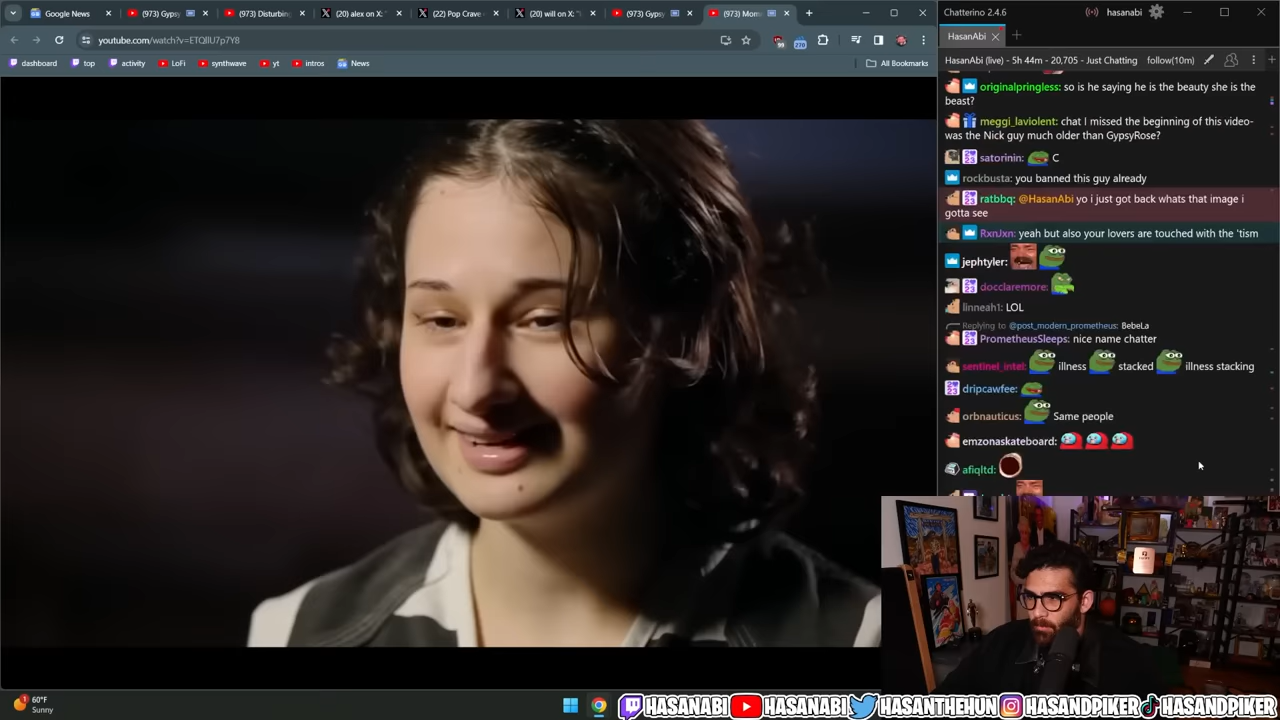 Google News
(973) Gypsy
(973) Disturbing
(20) alex on X: "
(22) Pop Crave
(20) will on X: "
(973) Gypsy
(973) Mom
youtube.com/watch?v=ETQllU7p7Y8
99
270
dashboard
top
activity
LoFi
synthwave
yt
intros
News
All Bookmarks
Chatterino 2.4.6
hasanabi
HasanAbi
HasanAbi (live) - 5h 44m - 20,705 - Just Chatting
follow(10m)
originalpringless: so is he saying he is the beauty she is the
beast?
meggi_laviolent: chat I missed the beginning of this video-
was the Nick guy much older than GypsyRose?
satorinin: C
rockbusta: you banned this guy already
ratbbq: @HasanAbi yo i just got back whats that image i
gotta see
RxnJxn: yeah but also your lovers are touched with the 'tism
jephtyler:
docclaremore:
linneah1: LOL
Replying to @post_modern_prometheus: BebeLa
PrometheusSleeps: nice name chatter
sentinel_intel: illness stacked illness stacking
dripcawfee:
orbnauticus: Same people
emzonaskateboard:
afiqltd:
1
60°F
Sunny
HASANABI
HASANABI
HASANTHEHUN
HASANDPIKER
HASANDPIKER